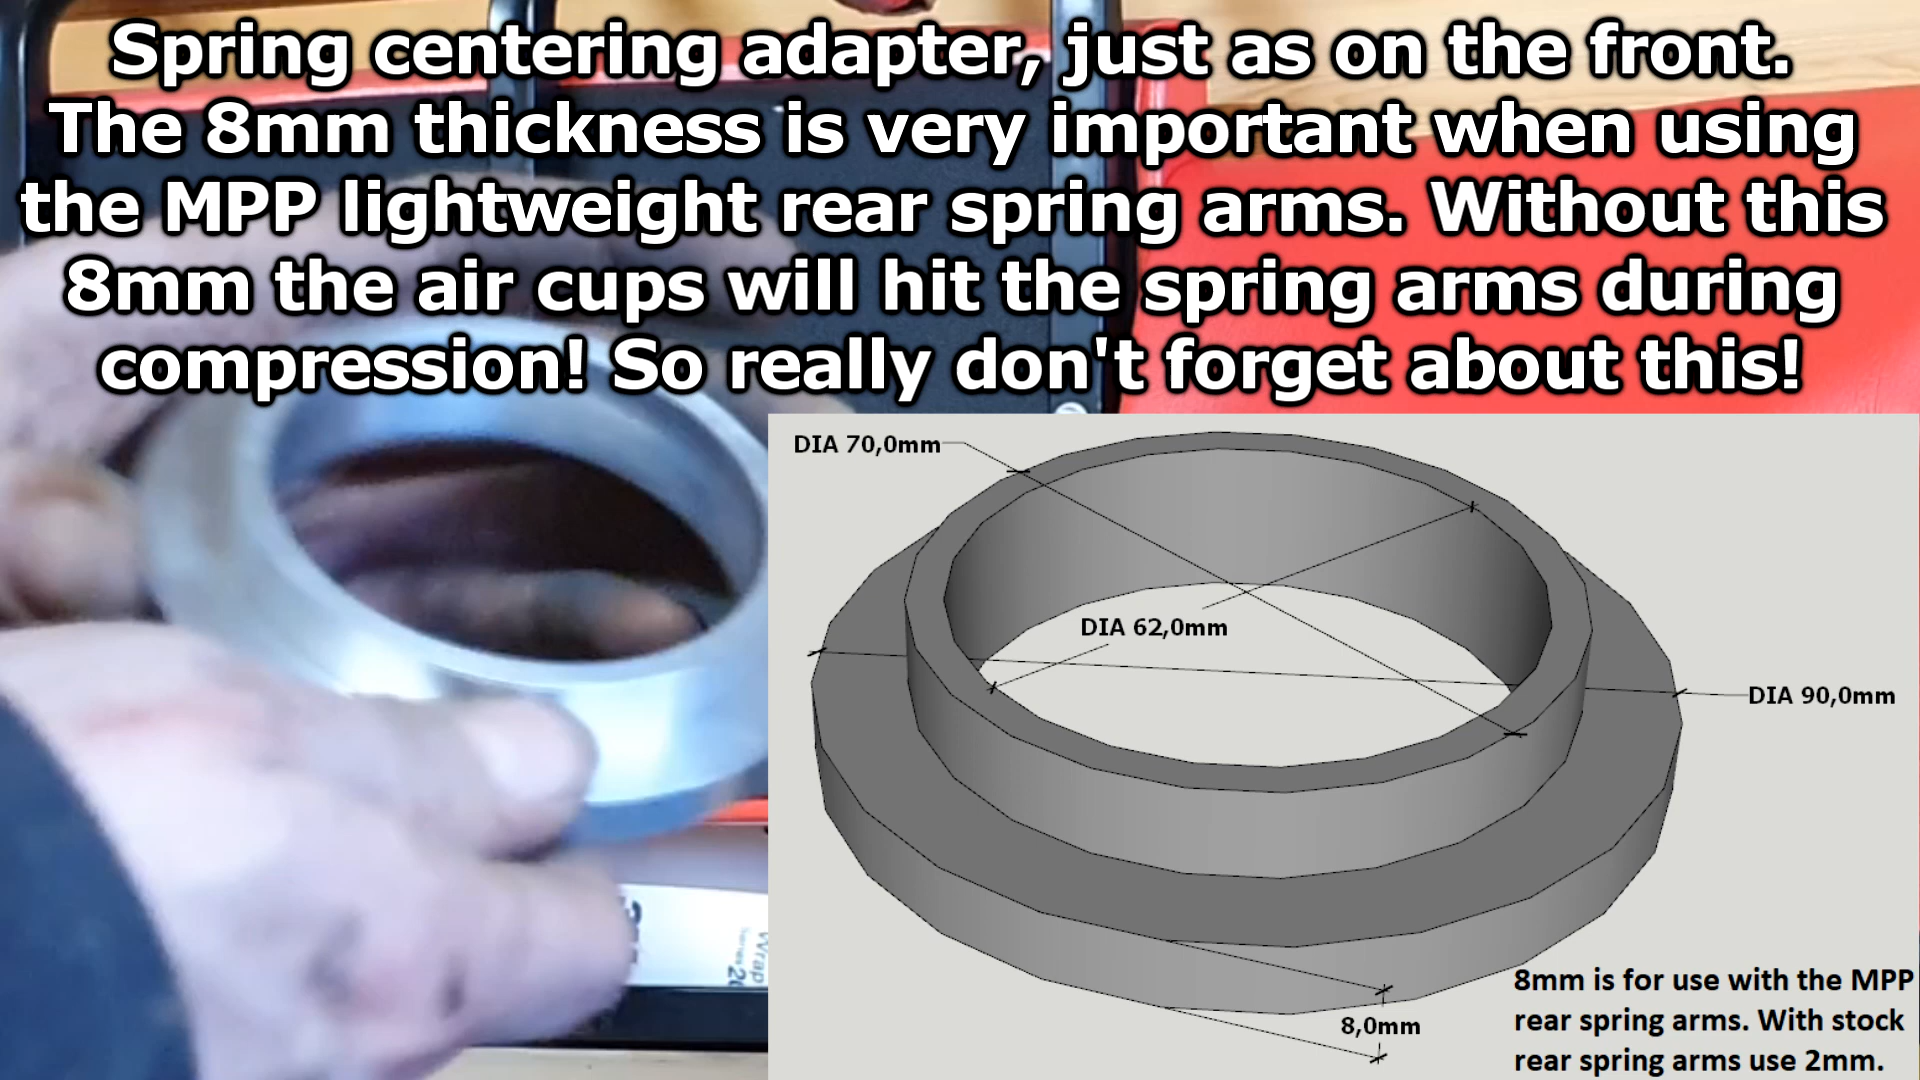 Spring centering adapter, just as on the front.
The 8mm thickness is very important when using
the MPP lightweight rear spring arms. Without this
8mm the air cups will hit the spring arms during
compression! So really don't forget about this!
DIA 70,0mm
DIA 62,0mm
DIA 90,0mm
8,0mm
8mm is for use with the MPP
rear spring arms. With stock
rear spring arms use 2mm.
Wrap
Series